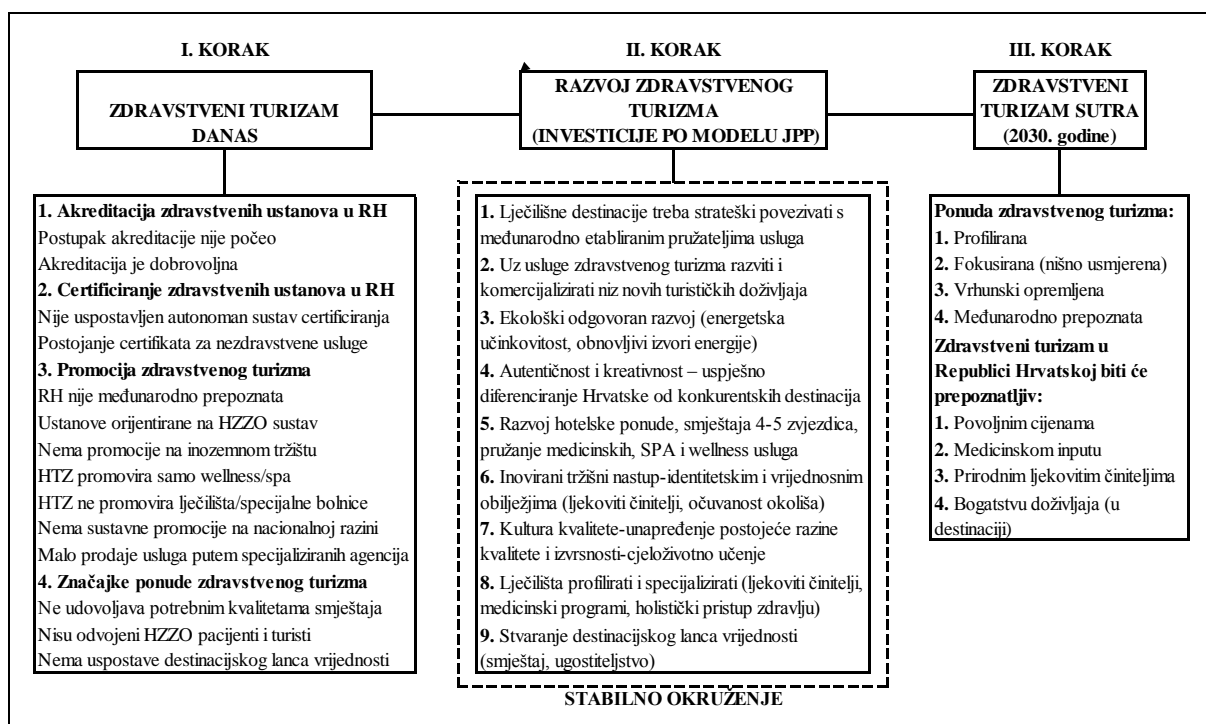 I. KORAK
ZDRAVSTVENI TURIZAM
DANAS
1. Akreditacija zdravstvenih ustanova u RH
Postupak akreditacije nije počeo
Akreditacija je dobrovoljna
2. Certificiranje zdravstvenih ustanova u RH
Nije uspostavljen autonoman sustav certificiranja
Postojanje certifikata za nezdravstvene usluge
3. Promocija zdravstvenog turizma
RH nije međunarodno prepoznata
Ustanove orijentirane na HZZO sustav
Nema promocije na inozemnom tržištu
HTZ promovira samo wellness/spa
HTZ ne promovira lječilišta/specijalne bolnice
Nema sustavne promocije na nacionalnoj razini
Malo prodaje usluga putem specijaliziranih agencija
4. Značajke ponude zdravstvenog turizma
Ne udovoljava potrebnim kvalitetama smještaja
Nisu odvojeni HZZO pacijenti i turisti
Nema uspostave destinacijskog lanca vrijednosti
II. KORAK
RAZVOJ ZDRAVSTVENOG
TURIZMA
(INVESTICIJE PO MODELU JPP)
1. Lječilišne destinacije treba strateški povezivati s
međunarodno etabliranim pružateljima usluga
2. Uz usluge zdravstvenog turizma razviti i
komercijalizirati niz novih turističkih doživljaja
3. Ekološki odgovoran razvoj (energetska
učinkovitost, obnovljivi izvori energije)
4. Autentičnost i kreativnost – uspješno
diferenciranje Hrvatske od konkurentskih destinacija
5. Razvoj hotelske ponude, smještaja 4-5 zvjezdica,
pružanje medicinskih, SPA i wellness usluga
6. Inovirani tržišni nastup-identitetskim i vrijednosnim
obilježjima (ljekoviti činitelji, očuvanost okoliša)
7. Kultura kvalitete-unapređenje postojeće razine
kvalitete i izvrsnosti-cjeloživotno učenje
8. Lječilišta profilirati i specijalizirati (ljekoviti činitelji,
medicinski programi, holistički pristup zdravlju)
9. Stvaranje destinacijskog lanca vrijednosti
(smještaj, ugostiteljstvo)
STABILNO OKRUŽENJE
III. KORAK
ZDRAVSTVENI
TURIZAM SUTRA
(2030. godine)
Ponuda zdravstvenog turizma:
1. Profilirana
2. Fokusirana (nišno usmjerena)
3. Vrhunski opremljena
4. Međunarodno prepoznata
Zdravstveni turizam u
Republici Hrvatskoj biti će
prepoznatljiv:
1. Povoljnim cijenama
2. Medicinskom inputu
3. Prirodnim ljekovitim činiteljima
4. Bogatstvu doživljaja (u
destinaciji)